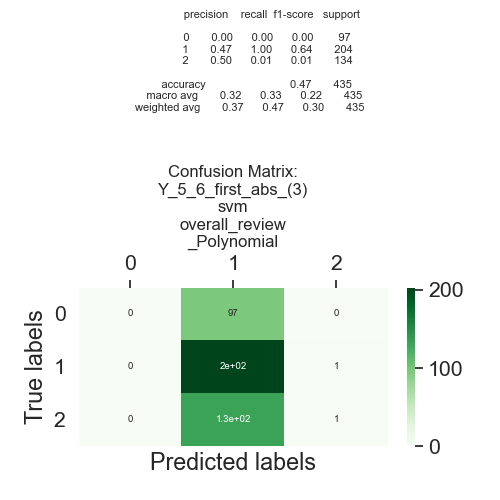 precision recall f1-score support
0 0.00 0.00 0.00 97
1 0.47 1.00 0.64 204
2 0.50 0.01 0.01 134
accuracy 0.47 435
macro avg 0.32 0.33 0.22 435
weighted avg 0.37 0.47 0.30 435
Confusion Matrix:
Y_5_6_first_abs_(3)
svm
overall_review
_Polynomial
0 1 2
True labels
0 0 97 0
1 0 2e+02 1
2 0 1.3e+02 1
Predicted labels
200
100
0